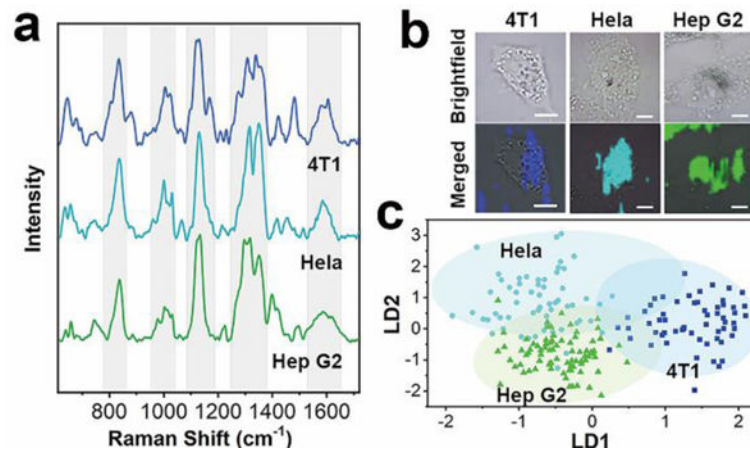 a
Intensity
4T1
Hela
Hep G2
800 1000 1200 1400 1600
Raman Shift (cm⁻¹)
b
4T1 Hela Hep G2
Brightfield
Merged
c
LD2
3
2
1
0
-1
-2
Hela
4T1
Hep G2
-2 -1 0 1 2
LD1